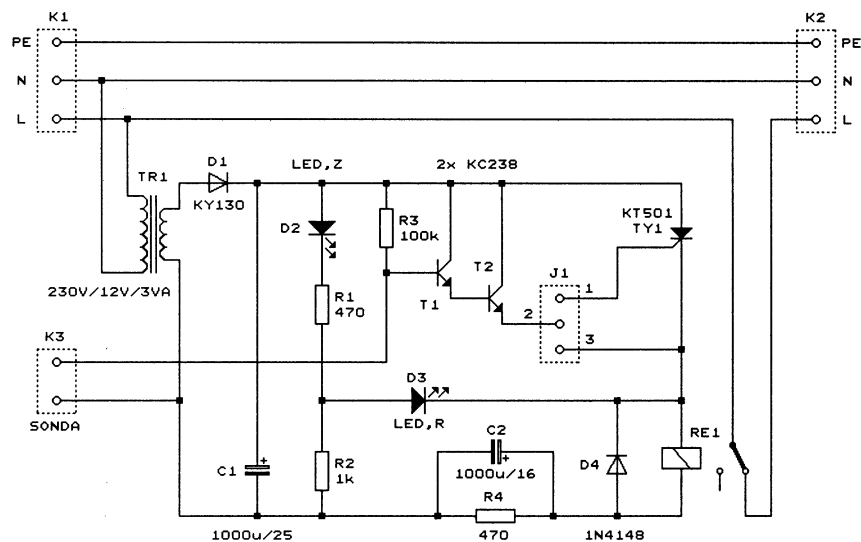 K1
K2
PE
PE
N
N
L
L
D1
LED,Z
2x KC238
TR1
KY130
KT501
TY1
D2
R3
100k
T2
J1
230V/12V/3VA
R1
470
T1
1
2
3
K3
D3
SONDA
LED,R
C2
RE1
C1
R2
1k
1000u/16
D4
R4
1000u/25
470
1N4148